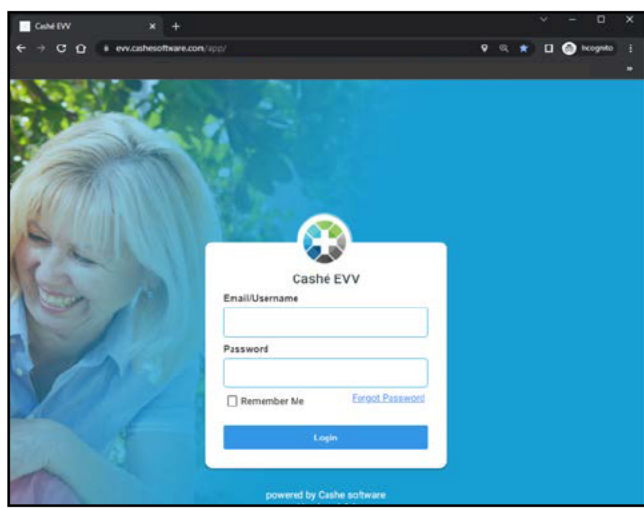 Cashé EVV
evv.cashesoftware.com/app/
Incognito
Cashé EVV
Email/Username
Password
Remember Me Forgot Password
Login
powered by Cashe software